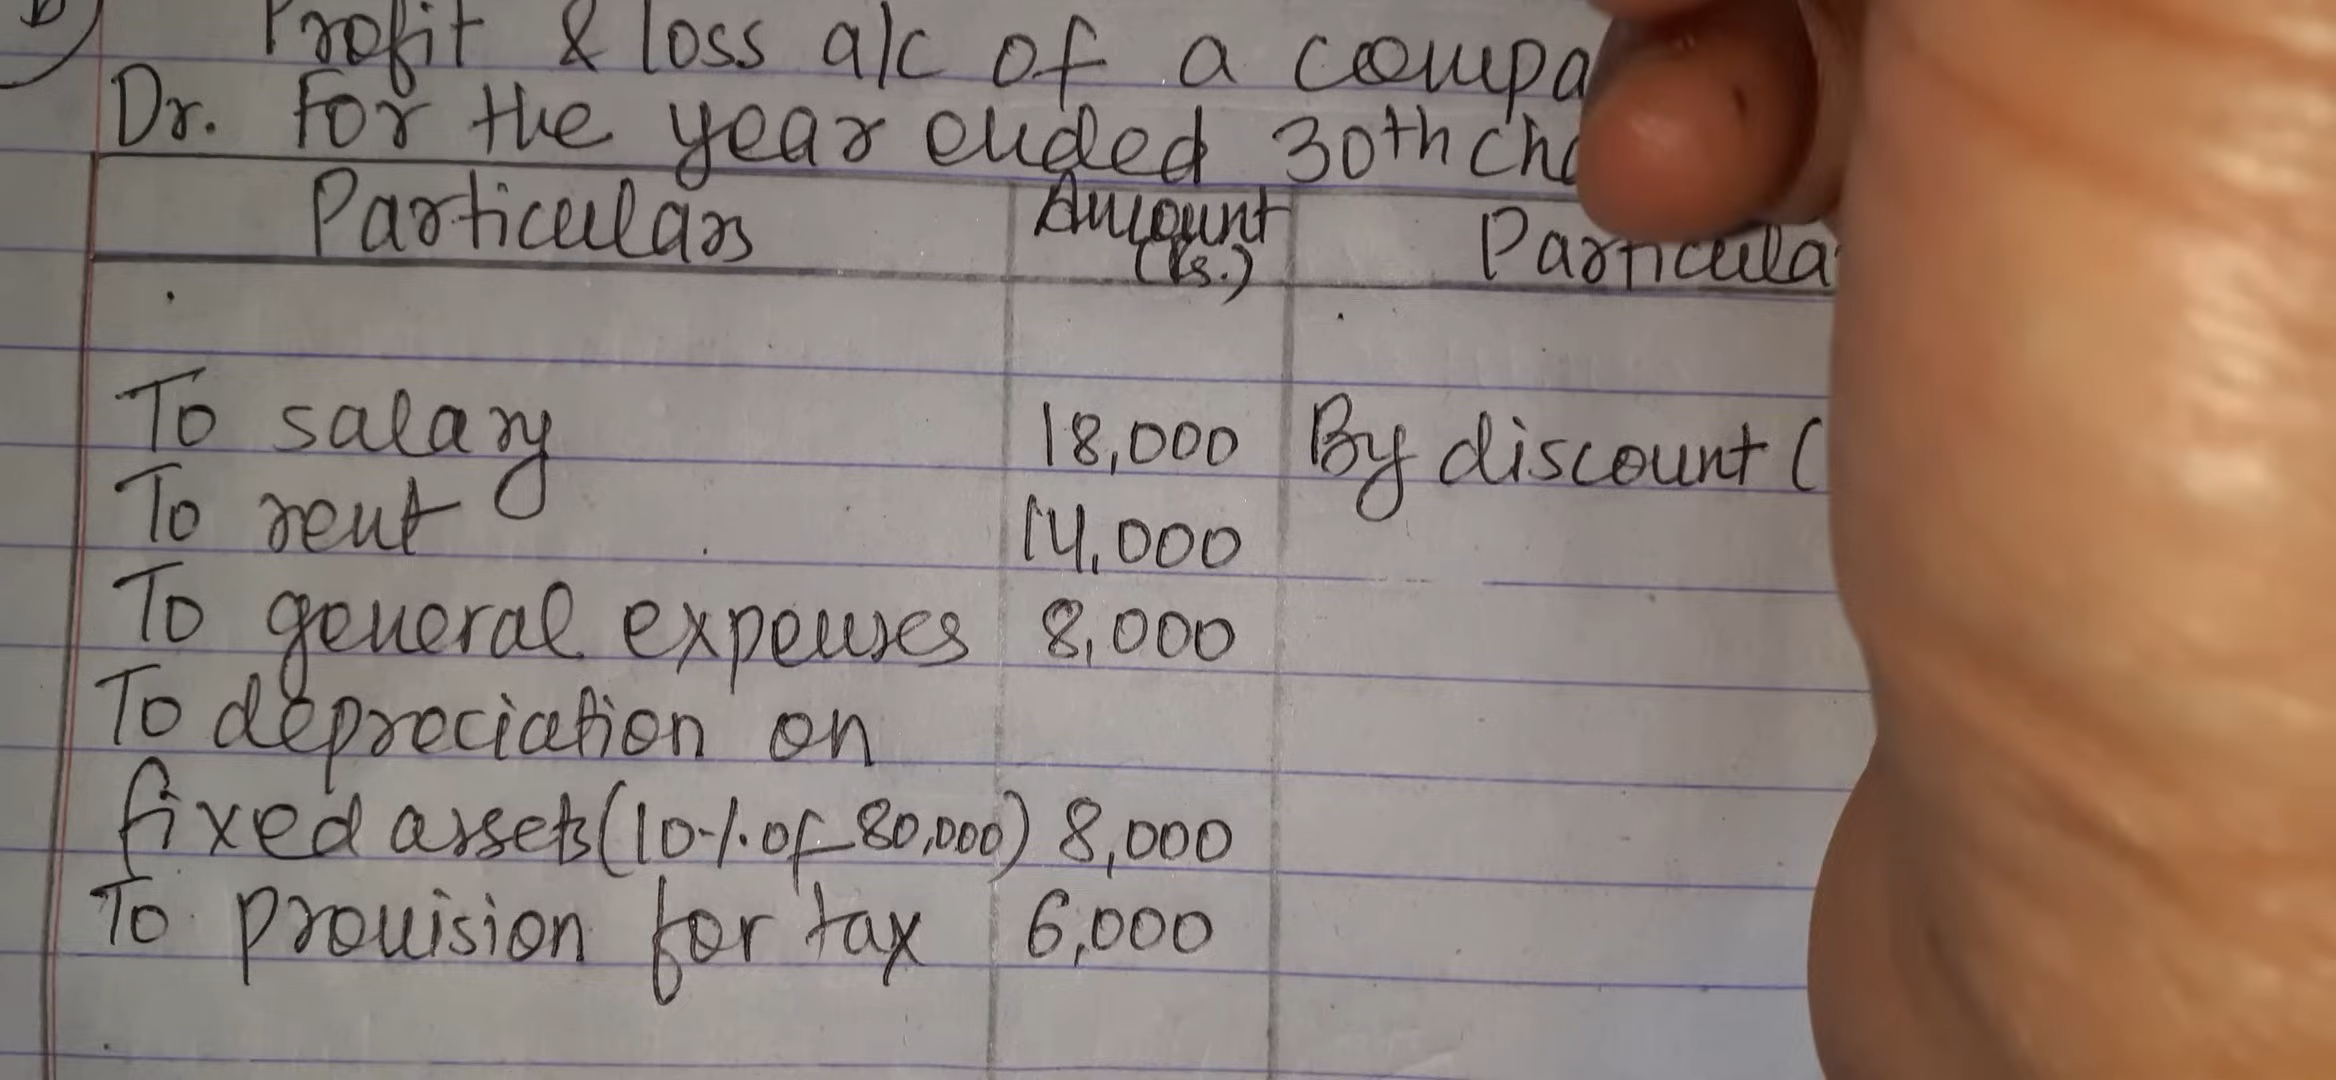 Profit & loss a/c of a compa
Dr. For the year ended 30th Cha
Particulars Amount (Rs.) Particula
To salary 18,000 By discount (
To rent 14,000
To general expenses 8,000
To depreciation on
fixed assets (10% of 80,000) 8,000
To provision for tax 6,000